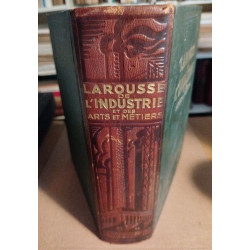 LAROUSSE
DE
L'INDUSTRIE
ET DES
ARTS ET MÉTIERS